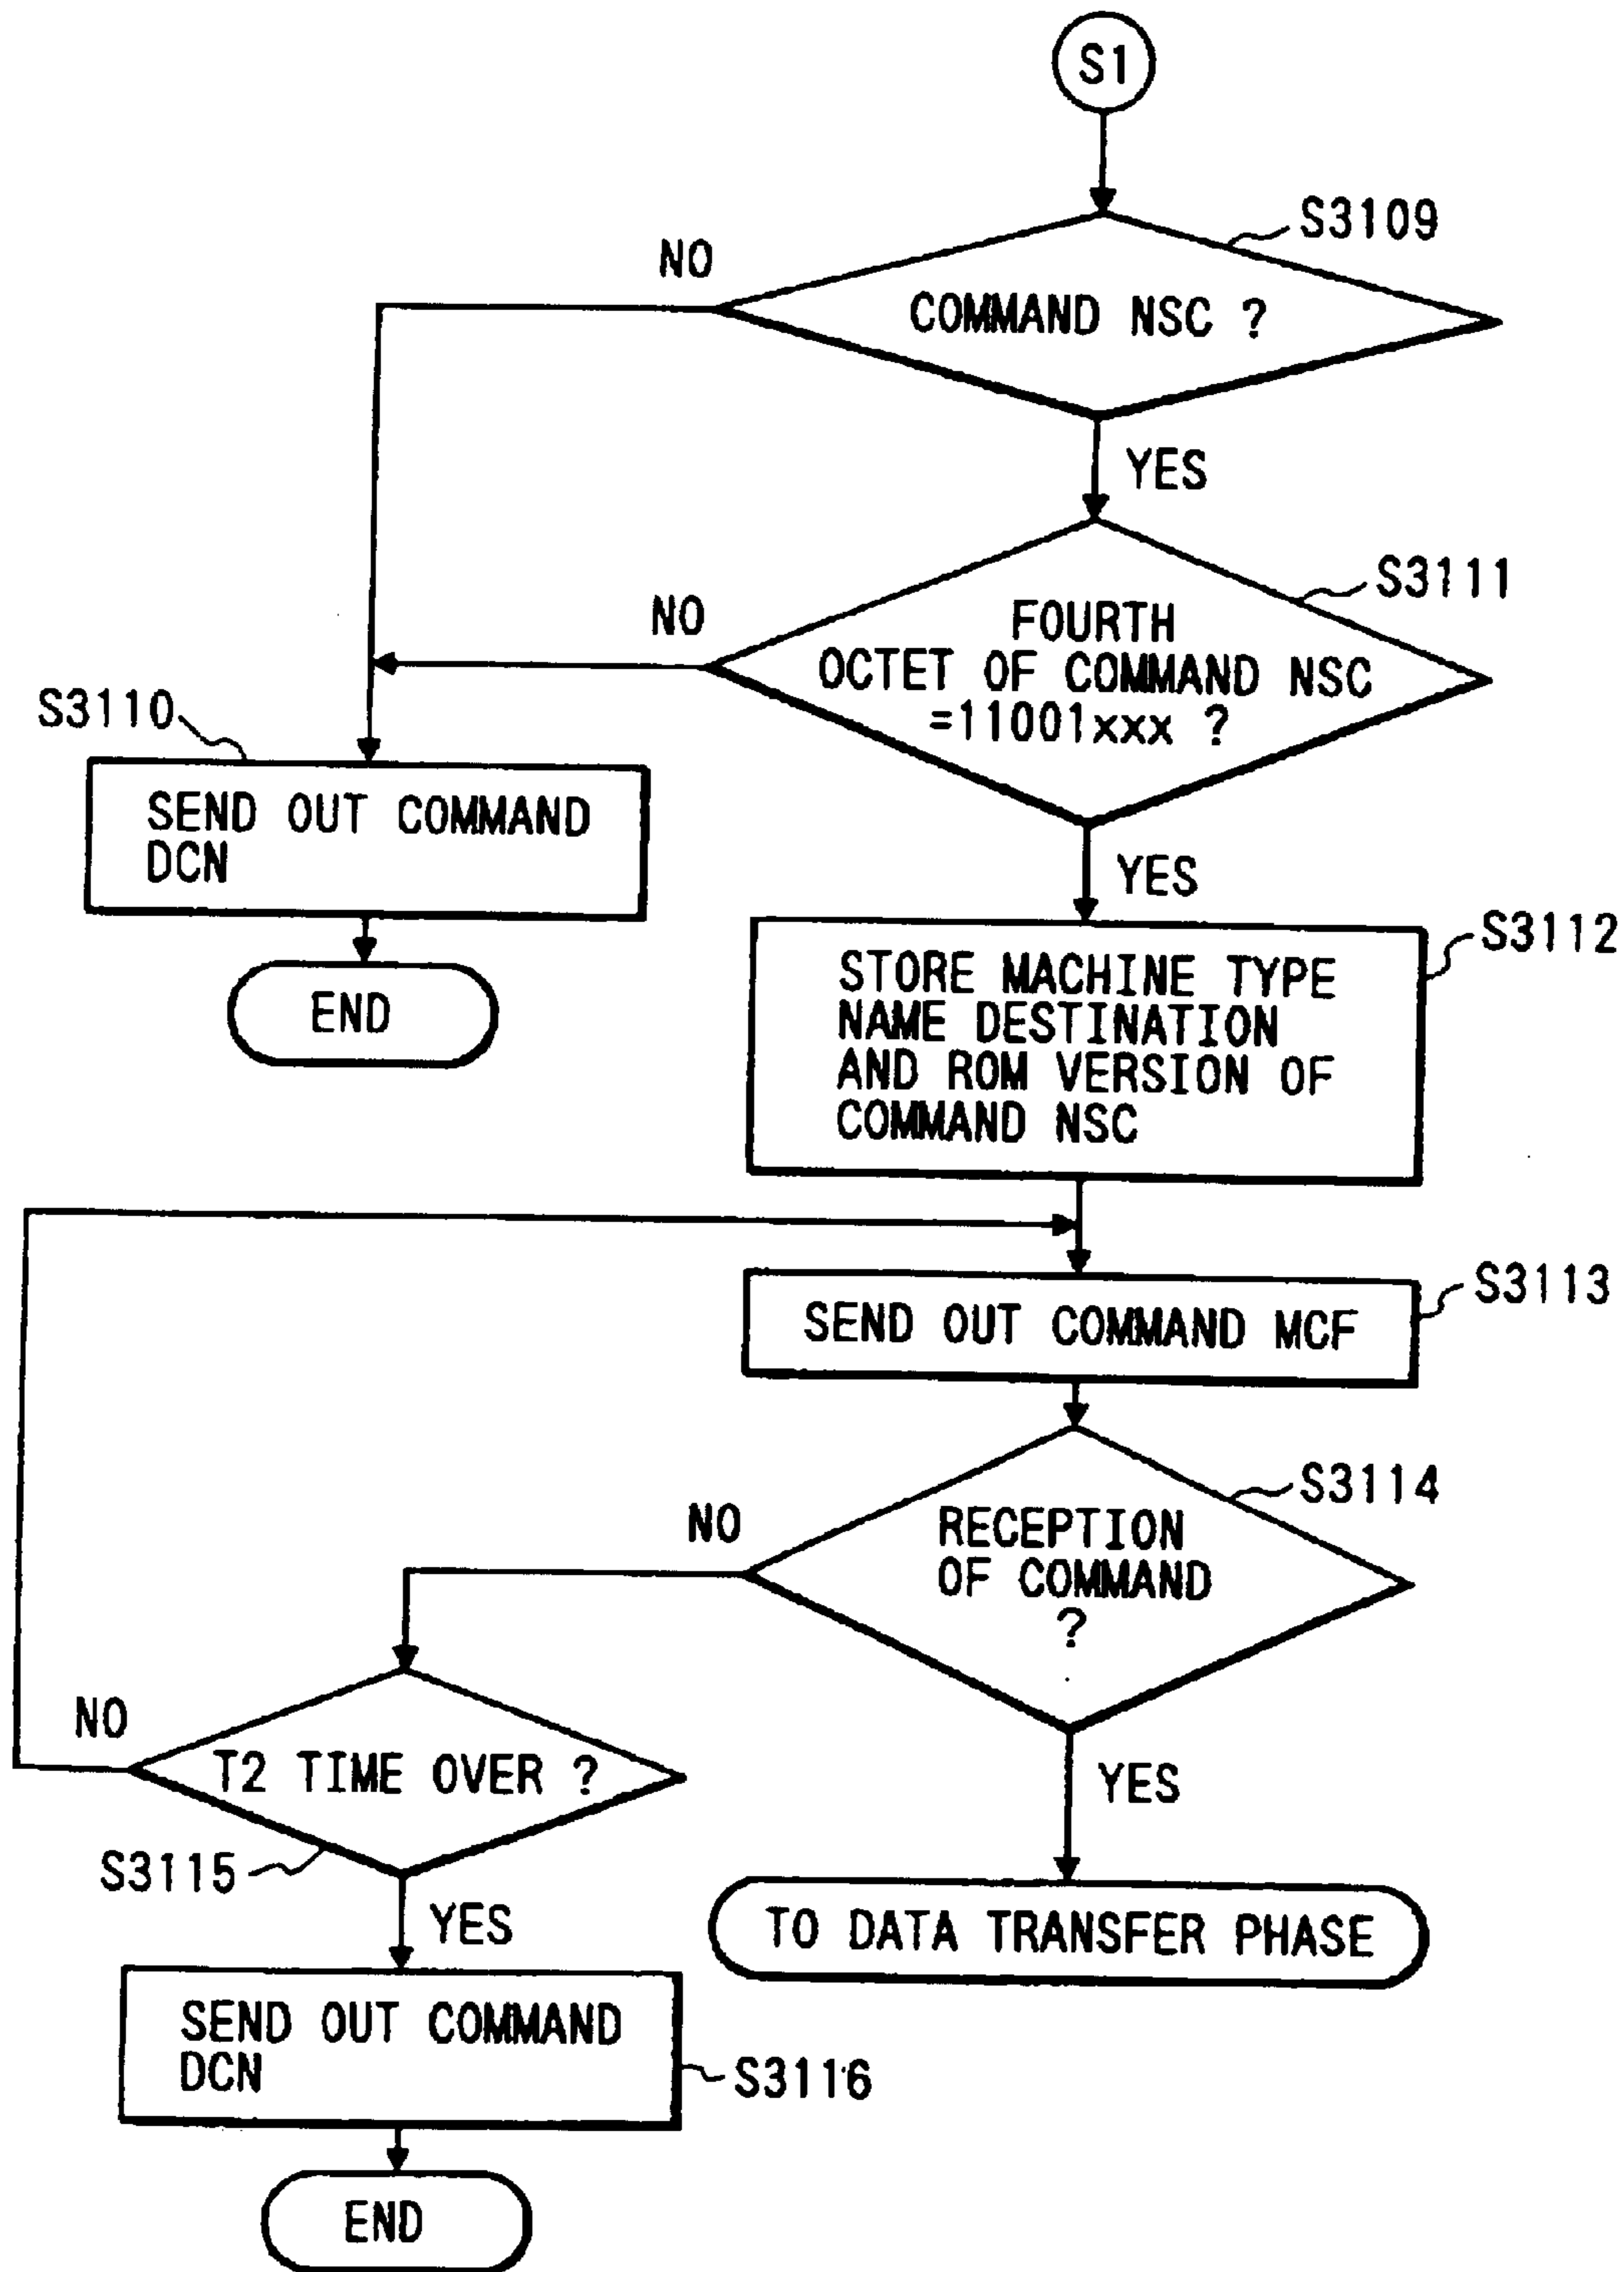 S1
S3109
NO
COMMAND NSC ?
YES
S3111
NO
FOURTH
OCTET OF COMMAND NSC
=11001xxx ?
S3110
SEND OUT COMMAND
DCN
YES
END
S3112
STORE MACHINE TYPE
NAME DESTINATION
AND ROM VERSION OF
COMMAND NSC
S3113
SEND OUT COMMAND MCF
S3114
NO
RECEPTION
OF COMMAND
?
NO
T2 TIME OVER ?
YES
S3115
YES
TO DATA TRANSFER PHASE
SEND OUT COMMAND
DCN
S3116
END